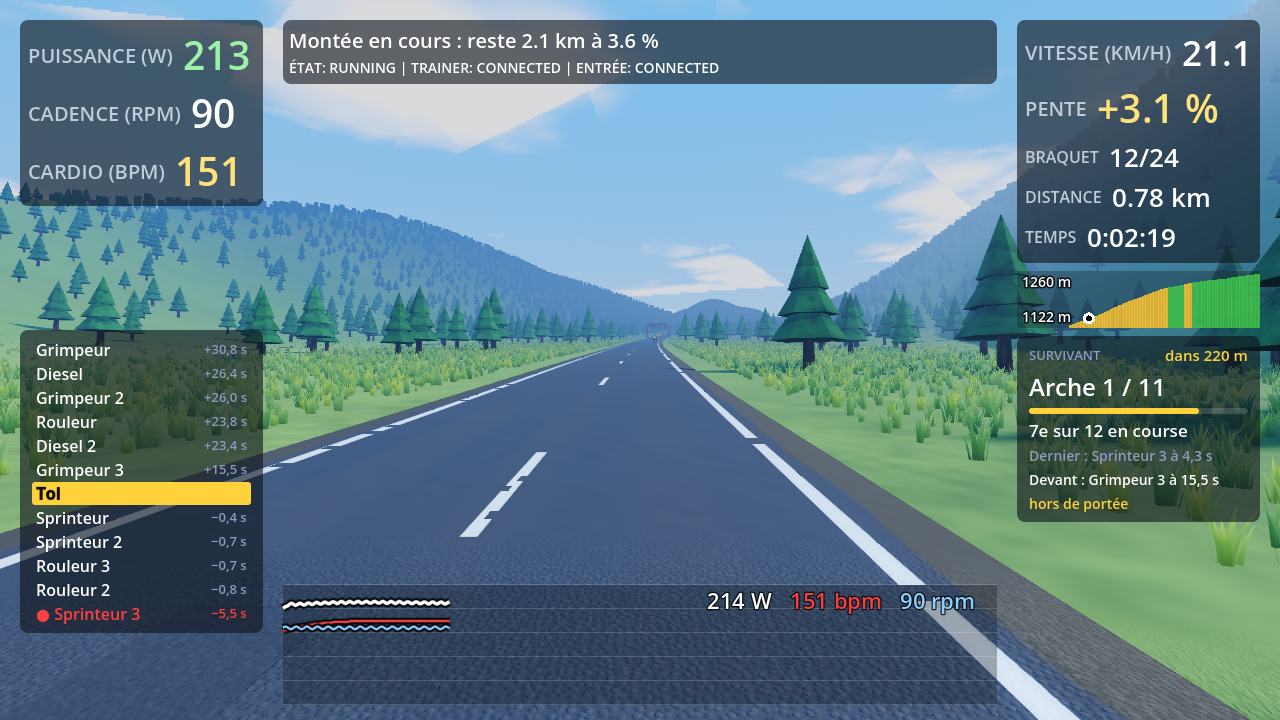 PUISSANCE (W) 213
CADENCE (RPM) 90
CARDIO (BPM) 151
Montée en cours : reste 2.1 km à 3.6 %
ÉTAT: RUNNING | TRAINER: CONNECTED | ENTRÉE: CONNECTED
VITESSE (KM/H) 21.1
PENTE +3.1 %
BRAQUET 12/24
DISTANCE 0.78 km
TEMPS 0:02:19
1260 m
1122 m
SURVIVANT dans 220 m
Arche 1 / 11
7e sur 12 en course
Dernier : Sprinteur 3 à 4,3 s
Devant : Grimpeur 3 à 15,5 s
hors de portée
Grimpeur +30,8 s
Diesel +26,4 s
Grimpeur 2 +26,0 s
Rouleur +23,8 s
Diesel 2 +23,4 s
Grimpeur 3 +15,5 s
Toi
Sprinteur −0,4 s
Sprinteur 2 −0,7 s
Rouleur 3 −0,7 s
Rouleur 2 −0,8 s
Sprinteur 3 −5,5 s
214 W 151 bpm 90 rpm